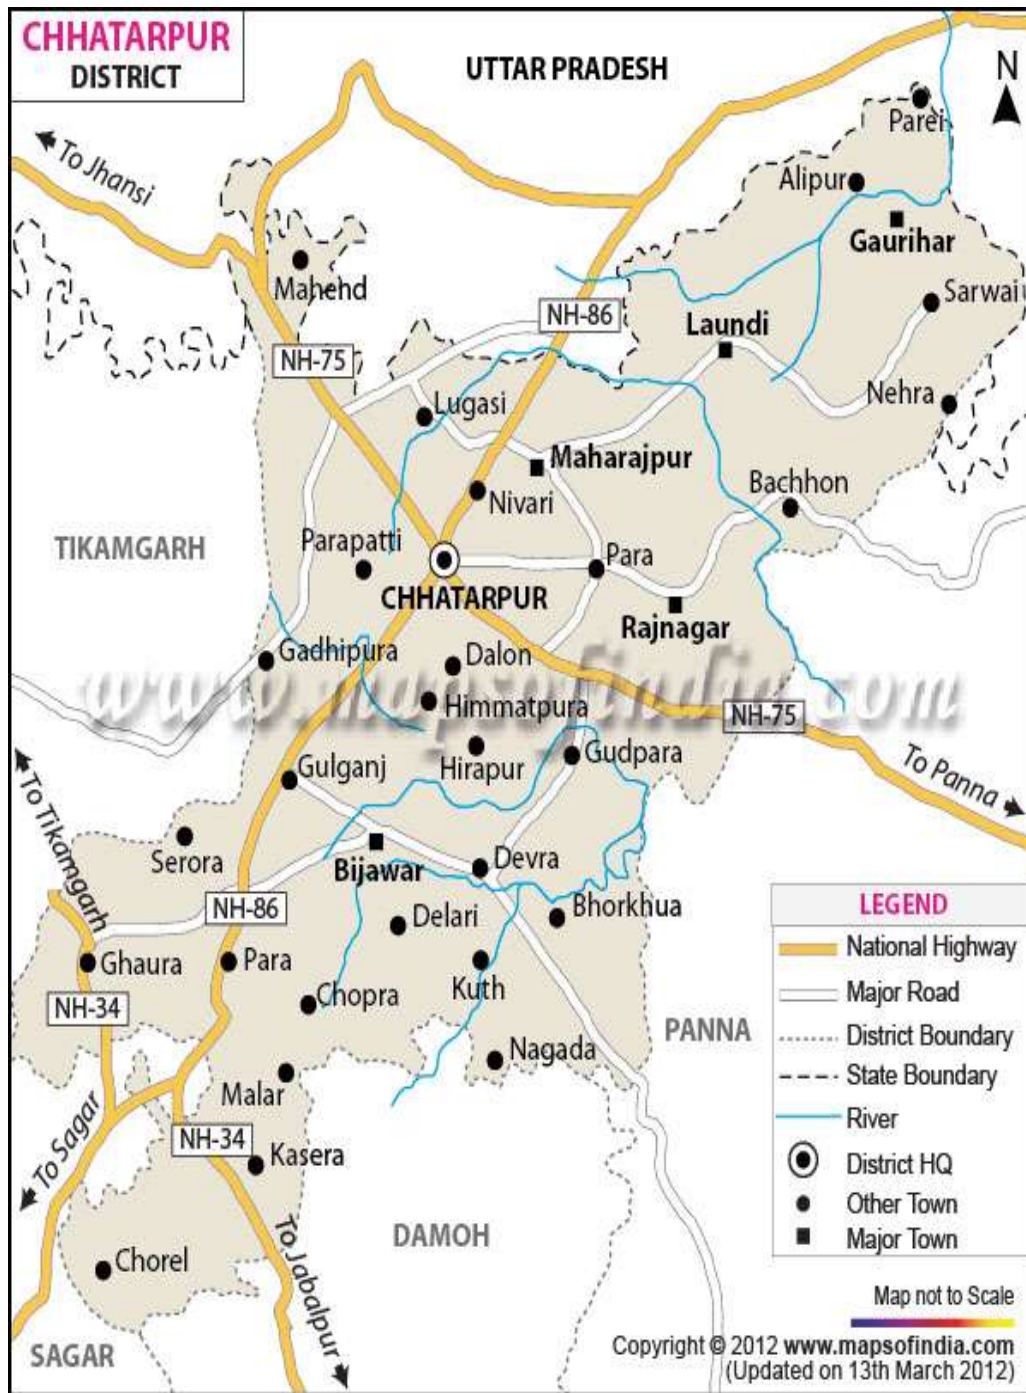 CHHATARPUR
DISTRICT
UTTAR PRADESH
N
Parei
To Jhansi
Alipur
Gaurihar
Mahehd
Sarwaiu
NH-86
Laundi
NH-75
Nehra
Lugasi
Maharajpur
Bachhon
Nivari
TIKAMGARH
Parapatti
Para
CHHATARPUR
Rajnagar
Gadhipura
Dalon
www.mapsofindia.com
Himmatpura
NH-75
Hirapur
Gudpara
Gulganj
To Panna
To Tikamgarh
Serora
Bijawar
Devra
NH-86
Delari
Bhorkhua
Ghaura
Para
Kuth
Chopra
NH-34
PANNA
Nagada
Malar
To Sagar
NH-34
Kasera
DAMOH
Chorel
To Jabalpur
SAGAR
LEGEND
National Highway
Major Road
District Boundary
State Boundary
River
District HQ
Other Town
Major Town
Map not to Scale
Copyright © 2012 www.mapsofindia.com
(Updated on 13th March 2012)